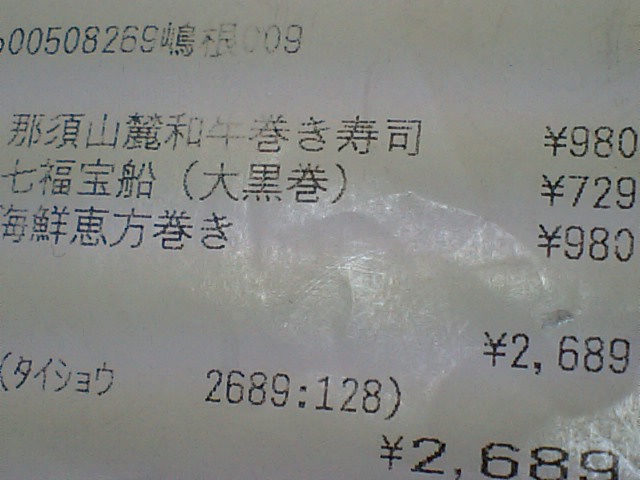 00508269嶋根009
那須山麓和牛巻き寿司 ¥980
七福宝船(大黒巻) ¥729
海鮮恵方巻き ¥980
¥2,689
(タイショウ 2689:128)
¥2,689